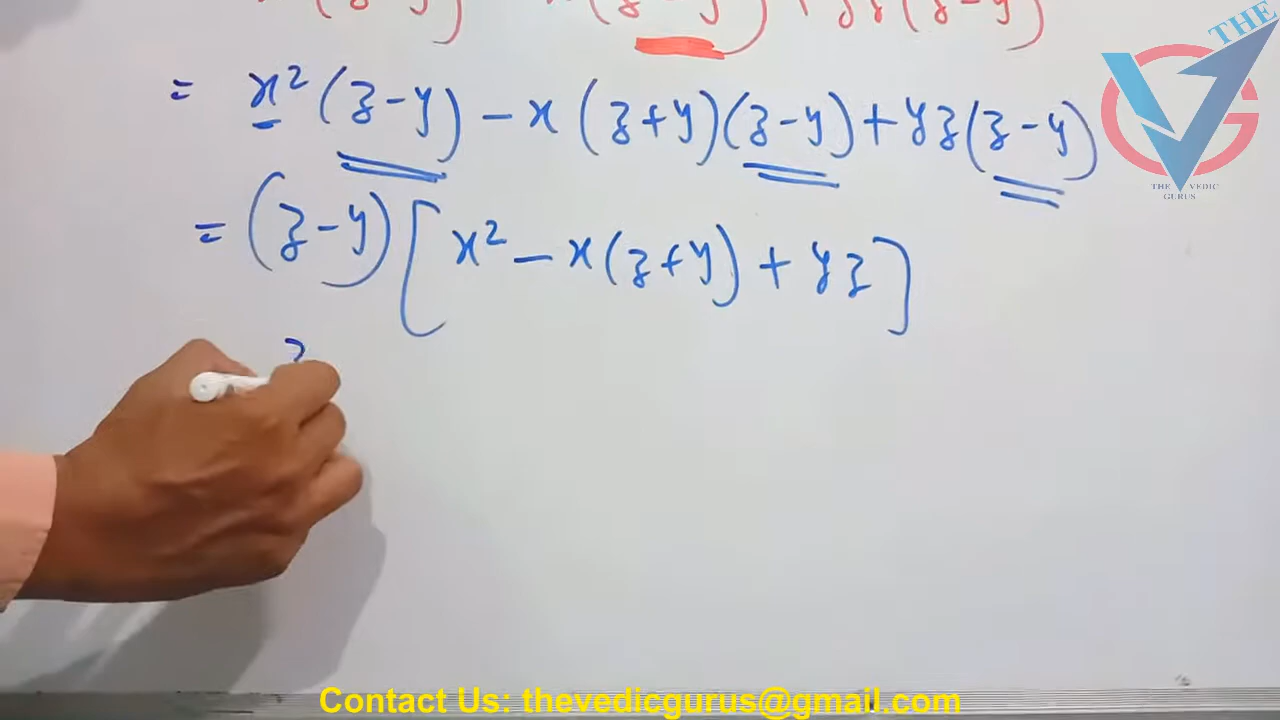 = x² (z-y) - x (z+y)(z-y) + yz(z-y)
= (z-y) [x² - x(z+y) + yz]
THE
THE VEDIC
GURUS
Contact Us: thevedicgurus@gmail.com